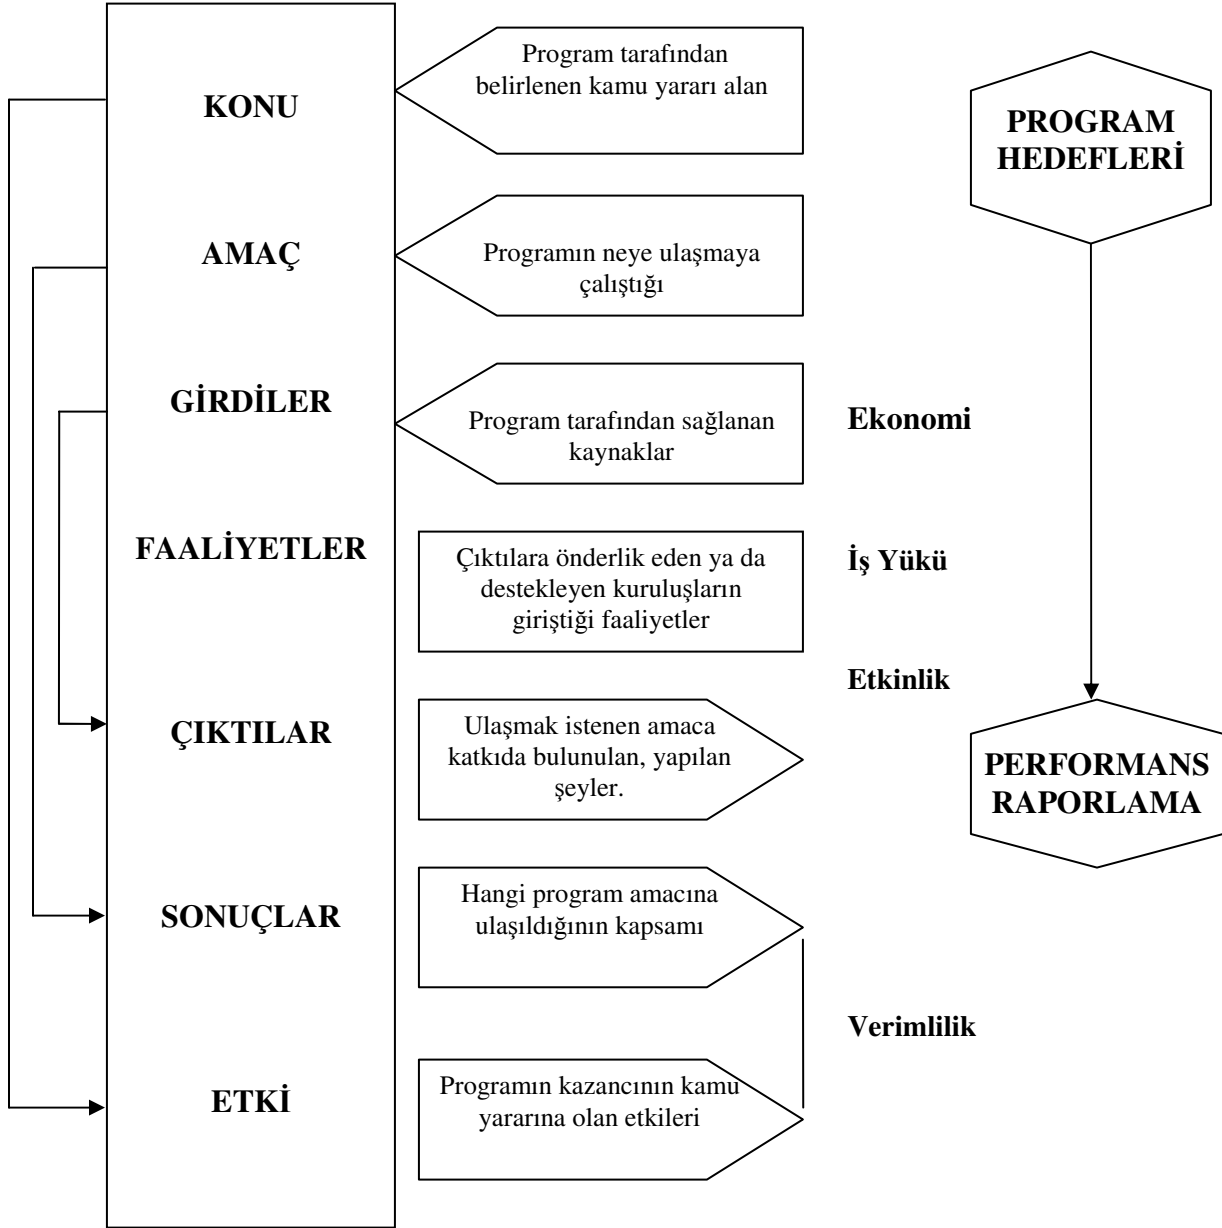 KONU
Program tarafından
belirlenen kamu yararı alan
PROGRAM
HEDEFLERİ
AMAÇ
Programın neye ulaşmaya
çalıştığı
GİRDİLER
Program tarafından sağlanan
kaynaklar
Ekonomi
FAALİYETLER
Çıktılara önderlik eden ya da
destekleyen kuruluşların
giriştiği faaliyetler
İş Yükü
Etkinlik
ÇIKTILAR
Ulaşmak istenen amaca
katkıda bulunulan, yapılan
şeyler.
PERFORMANS
RAPORLAMA
SONUÇLAR
Hangi program amacına
ulaşıldığının kapsamı
Verimlilik
ETKİ
Programın kazancının kamu
yararına olan etkileri